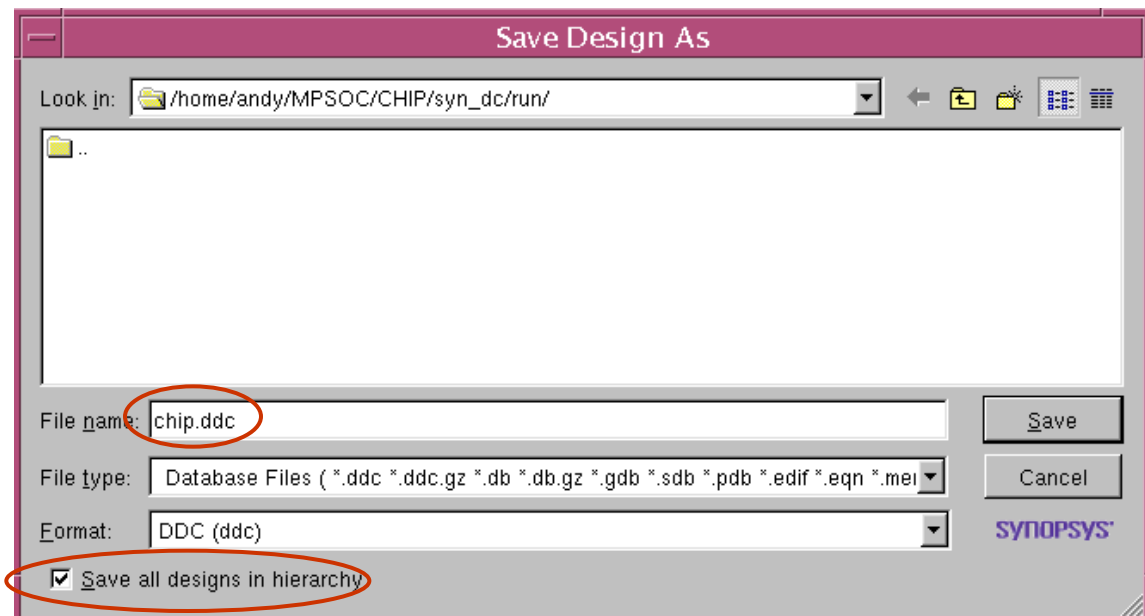 Save Design As
Look in: /home/andy/MPSOC/CHIP/syn_dc/run/
..
File name: chip.ddc Save
File type: Database Files ( *.ddc *.ddc.gz *.db *.db.gz *.gdb *.sdb *.pdb *.edif *.eqn Cancel
Format: DDC (ddc) SYNOPSYS
Save all designs in hierarchy